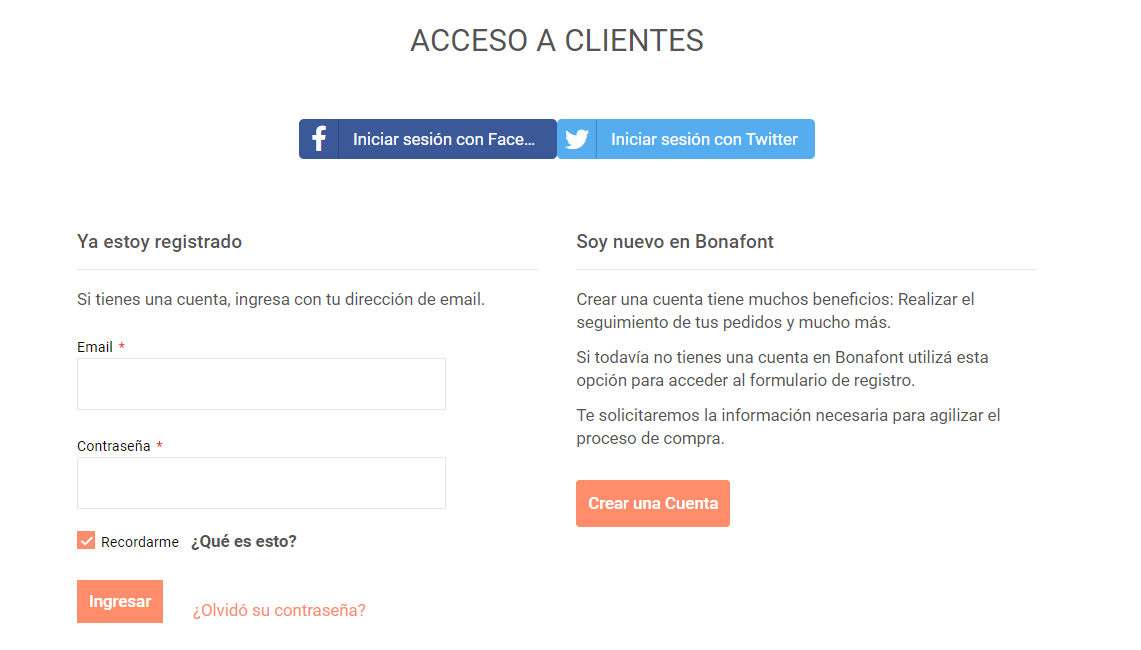 ACCESO A CLIENTES
Iniciar sesión con Face...
Iniciar sesión con Twitter
Ya estoy registrado
Si tienes una cuenta, ingresa con tu dirección de email.
Email *
Contraseña *
Recordarme ¿Qué es esto?
Ingresar
¿Olvidó su contraseña?
Soy nuevo en Bonafont
Crear una cuenta tiene muchos beneficios: Realizar el
seguimiento de tus pedidos y mucho más.
Si todavía no tienes una cuenta en Bonafont utilizá esta
opción para acceder al formulario de registro.
Te solicitaremos la información necesaria para agilizar el
proceso de compra.
Crear una Cuenta